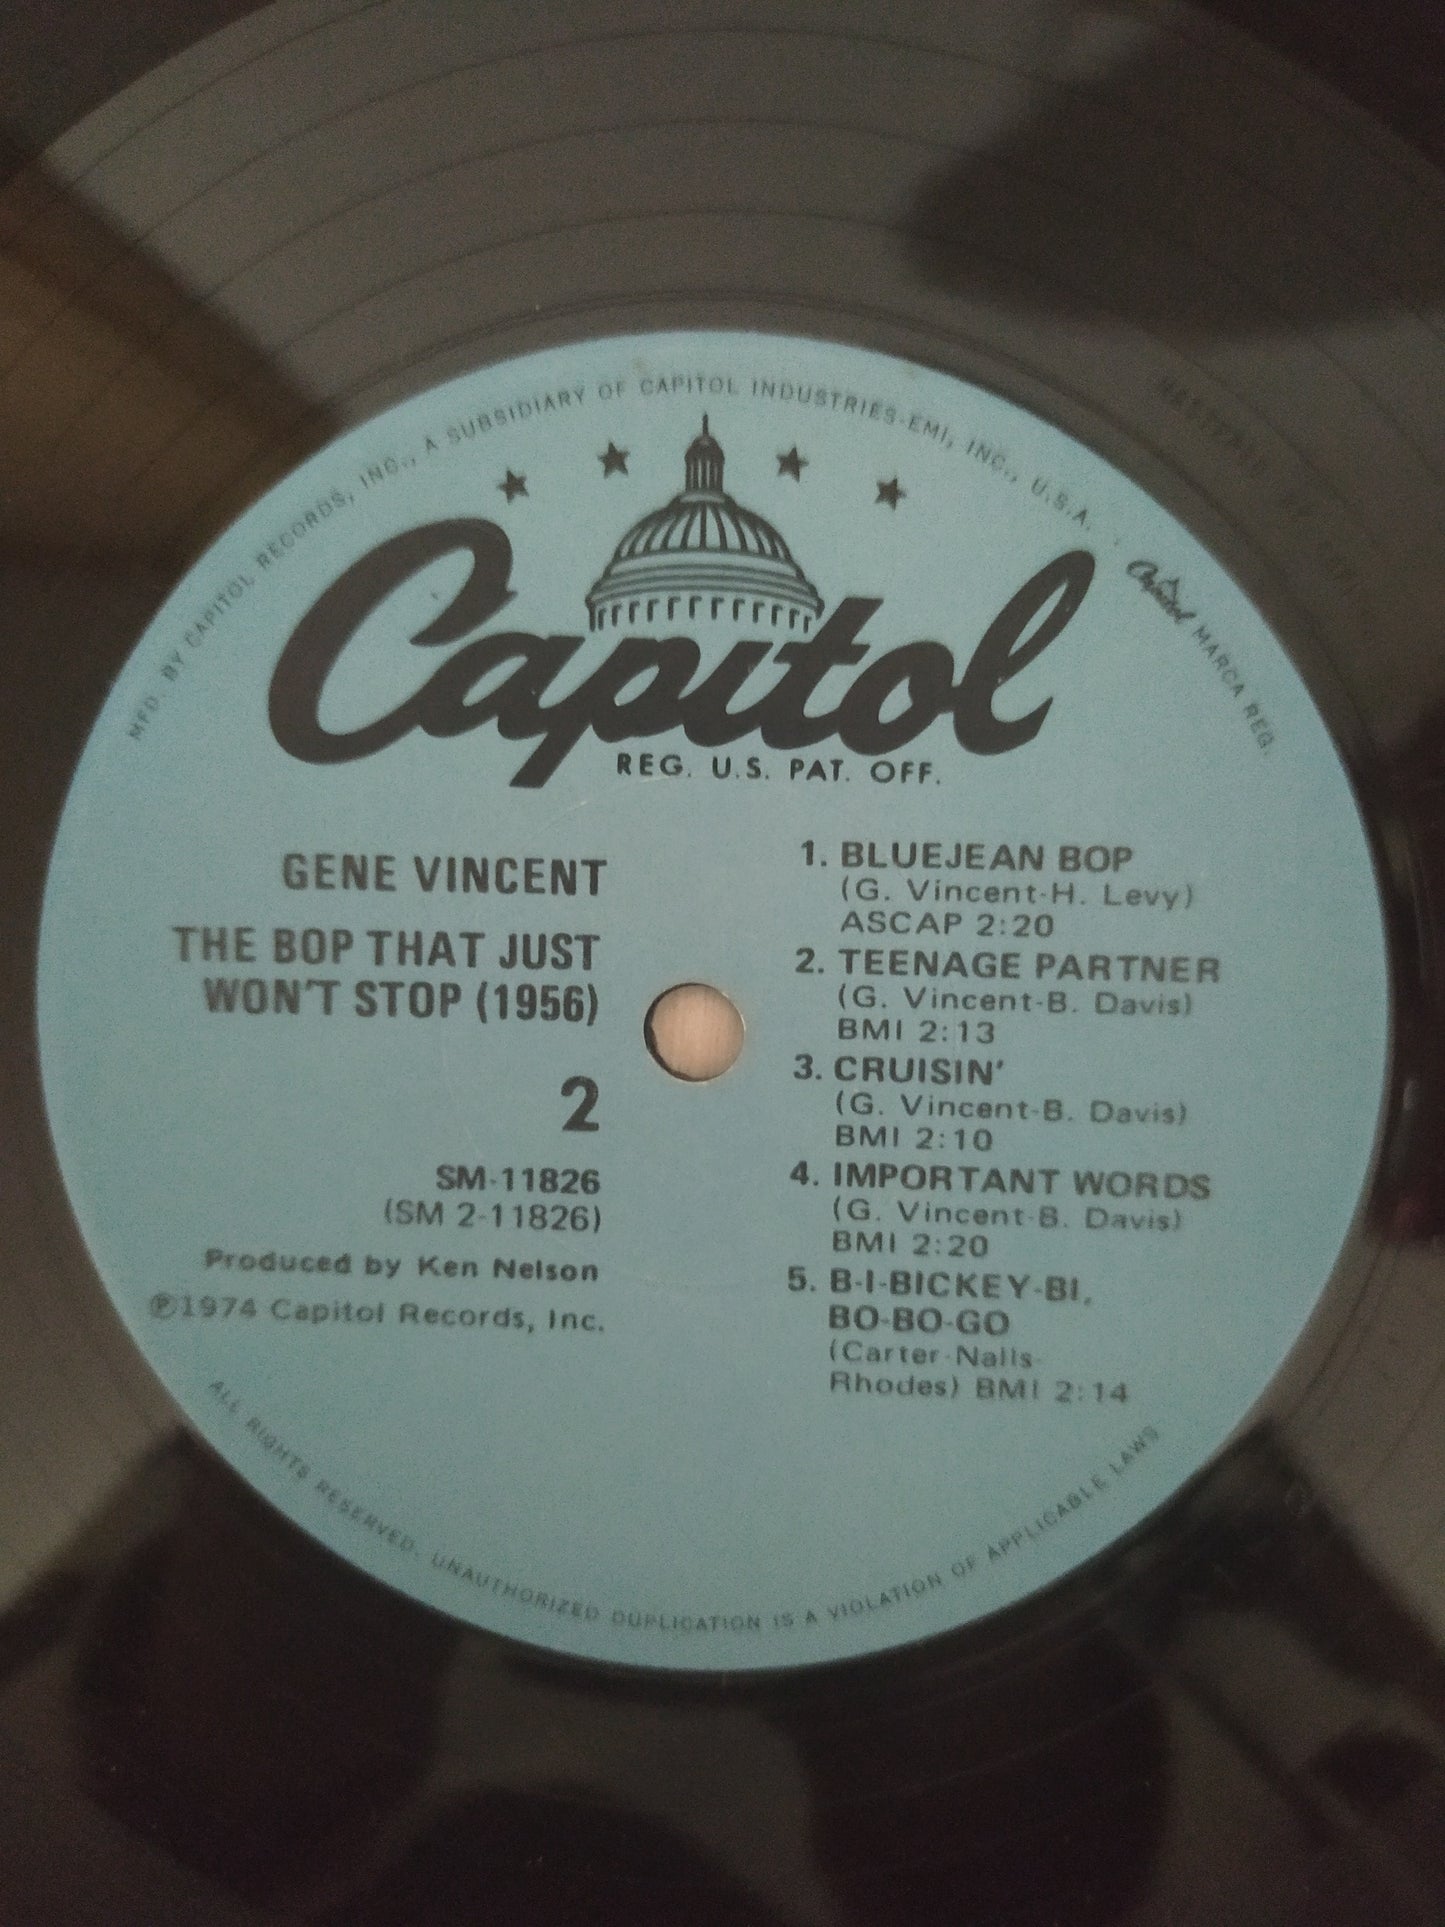 MFD. BY CAPITOL RECORDS, INC., A SUBSIDIARY OF CAPITOL INDUSTRIES-EMI, INC., U.S.A.
Capitol MARCA REG.
Capitol
REG. U.S. PAT. OFF.
GENE VINCENT
THE BOP THAT JUST
WON'T STOP (1956)
2
SM-11826
(SM 2-11826)
Produced by Ken Nelson
℗1974 Capitol Records, Inc.
1. BLUEJEAN BOP
(G. Vincent-H. Levy)
ASCAP 2:20
2. TEENAGE PARTNER
(G. Vincent-B. Davis)
BMI 2:13
3. CRUISIN'
(G. Vincent-B. Davis)
BMI 2:10
4. IMPORTANT WORDS
(G. Vincent-B. Davis)
BMI 2:20
5. B-I-BICKEY-BI,
BO-BO-GO
(Carter-Nalls-
Rhodes) BMI 2:14
ALL RIGHTS RESERVED. UNAUTHORIZED DUPLICATION IS A VIOLATION OF APPLICABLE LAWS